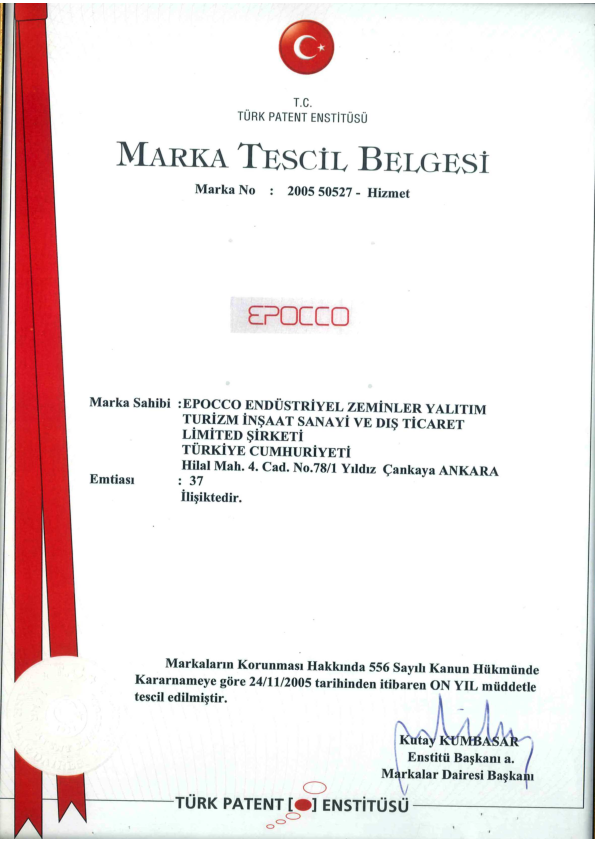 T.C.
TÜRK PATENT ENSTİTÜSÜ
MARKA TESCİL BELGESİ
Marka No : 2005 50527 - Hizmet
EPOCCO
Marka Sahibi :EPOCCO ENDÜSTRİYEL ZEMİNLER YALITIM
TURİZM İNŞAAT SANAYİ VE DIŞ TİCARET
LİMİTED ŞİRKETİ
TÜRKİYE CUMHURİYETİ
Hilal Mah. 4. Cad. No.78/1 Yıldız Çankaya ANKARA
Emtiası : 37
İlişiktedir.
Markaların Korunması Hakkında 556 Sayılı Kanun Hükmünde
Kararnameye göre 24/11/2005 tarihinden itibaren ON YIL müddetle
tescil edilmiştir.
Kutay KUMBASAR
Enstitü Başkanı a.
Markalar Dairesi Başkanı
TÜRK PATENT [ ] ENSTİTÜSÜ